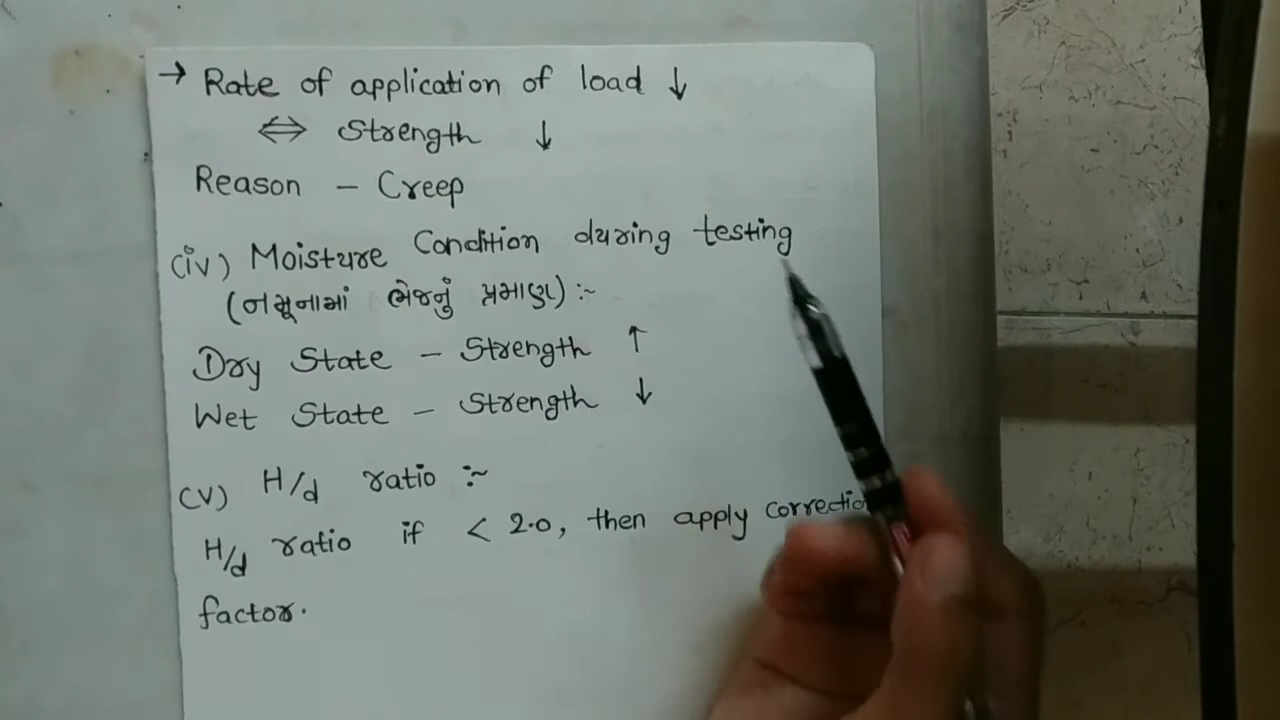 → Rate of application of load ↓
⇔ Strength ↓
Reason - Creep
(iv) Moisture Condition during testing
(નમૂનામાં ભેજનું પ્રમાણ) :-
Dry State - Strength ↑
Wet State - Strength ↓
(v) H/d ratio :-
H/d ratio if < 2.0, then apply correctio
factor.